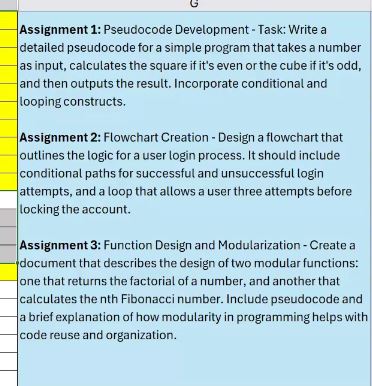 G
Assignment 1: Pseudocode Development - Task: Write a
detailed pseudocode for a simple program that takes a number
as input, calculates the square if it's even or the cube if it's odd,
and then outputs the result. Incorporate conditional and
looping constructs.
Assignment 2: Flowchart Creation - Design a flowchart that
outlines the logic for a user login process. It should include
conditional paths for successful and unsuccessful login
attempts, and a loop that allows a user three attempts before
locking the account.
Assignment 3: Function Design and Modularization - Create a
document that describes the design of two modular functions:
one that returns the factorial of a number, and another that
calculates the nth Fibonacci number. Include pseudocode and
a brief explanation of how modularity in programming helps with
code reuse and organization.